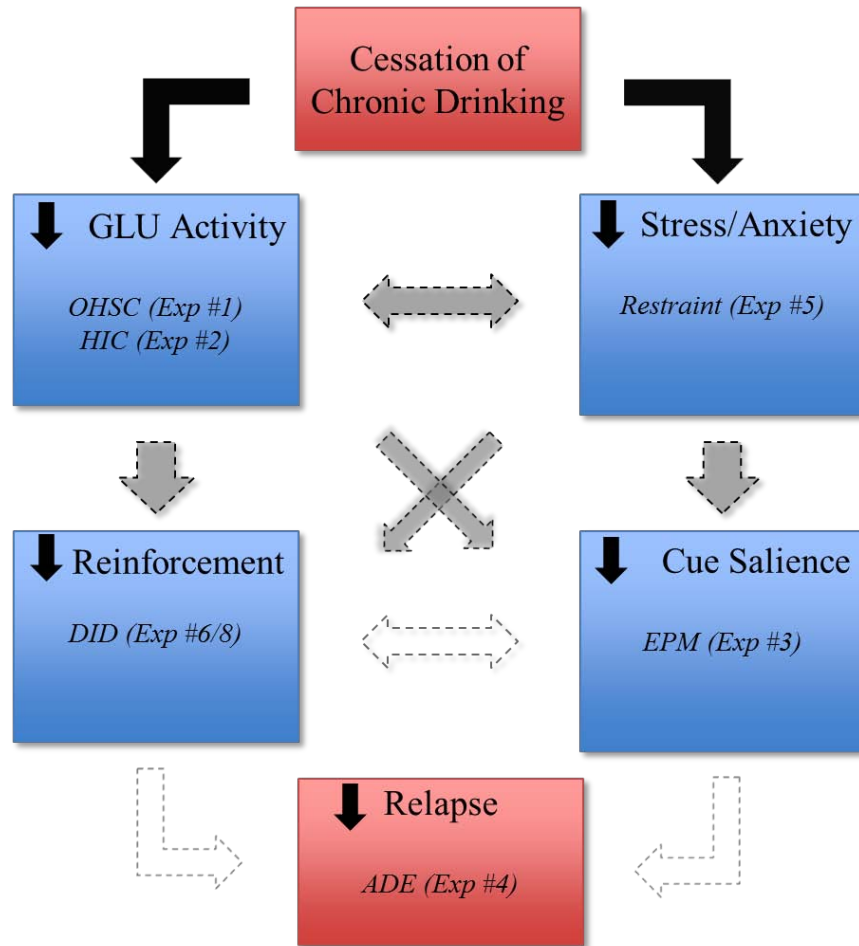 Cessation of
Chronic Drinking
GLU Activity
OHSC (Exp #1)
HIC (Exp #2)
Stress/Anxiety
Restraint (Exp #5)
Reinforcement
DID (Exp #6/8)
Cue Salience
EPM (Exp #3)
Relapse
ADE (Exp #4)